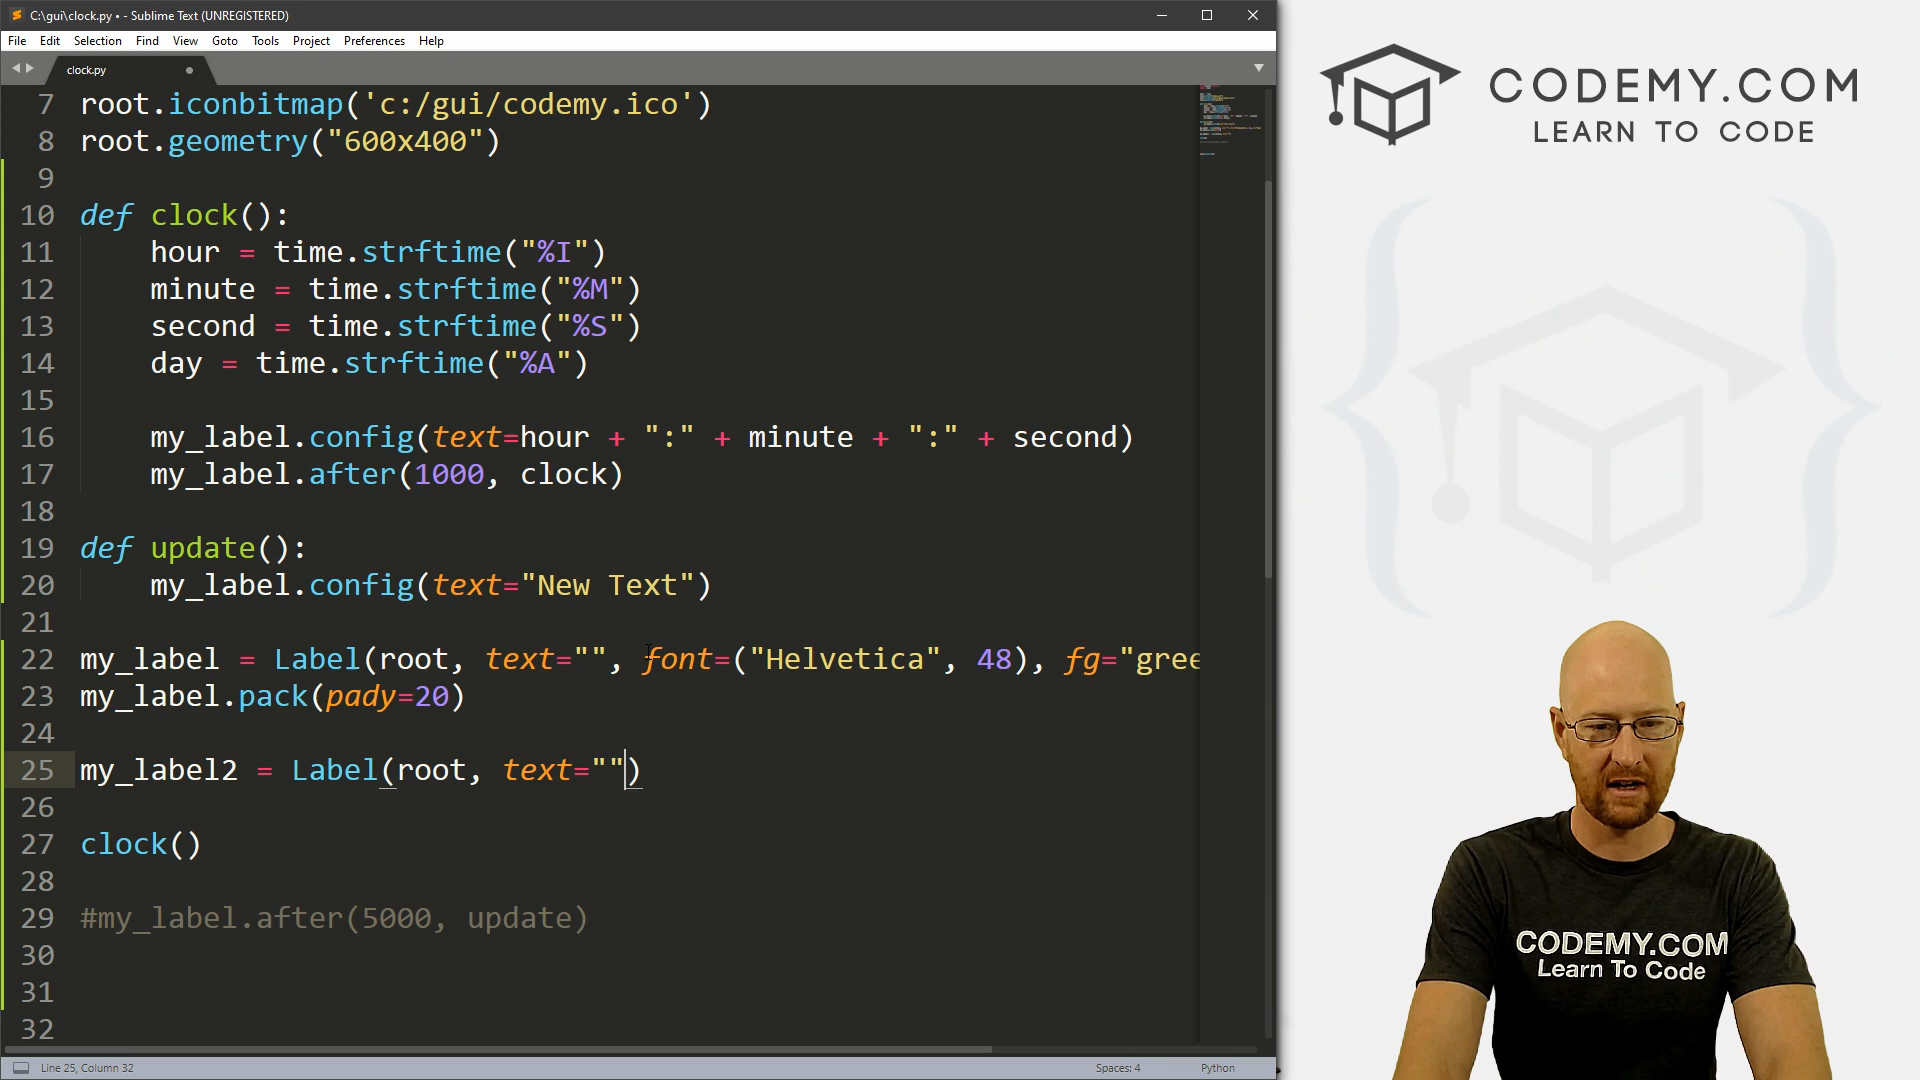 C:\gui\clock.py • - Sublime Text (UNREGISTERED)
File Edit Selection Find View Goto Tools Project Preferences Help
clock.py
7 root.iconbitmap('c:/gui/codemy.ico')
8 root.geometry("600x400")
9
10 def clock():
11 hour = time.strftime("%I")
12 minute = time.strftime("%M")
13 second = time.strftime("%S")
14 day = time.strftime("%A")
15
16 my_label.config(text=hour + ":" + minute + ":" + second)
17 my_label.after(1000, clock)
18
19 def update():
20 my_label.config(text="New Text")
21
22 my_label = Label(root, text="", font=("Helvetica", 48), fg="gree
23 my_label.pack(pady=20)
24
25 my_label2 = Label(root, text="")
26
27 clock()
28
29 #my_label.after(5000, update)
30
31
32
Line 25, Column 32
Spaces: 4
Python
CODEMY.COM
LEARN TO CODE
CODEMY.COM
Learn To Code